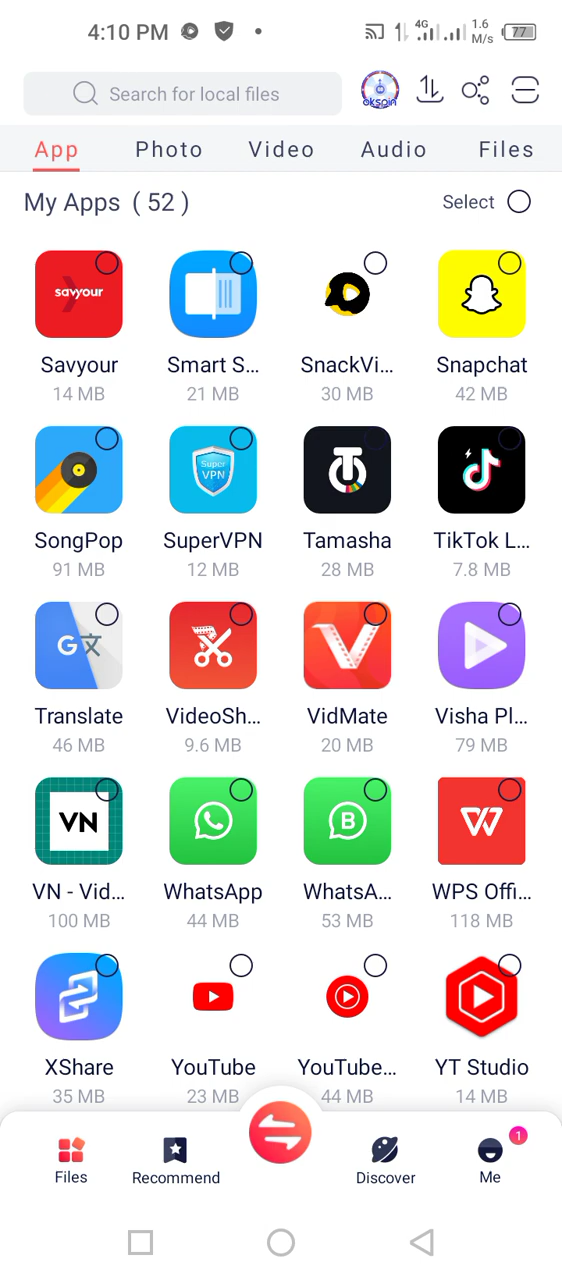 4:10 PM 4G 1.6 M/s 77
Search for local files
okspin
App Photo Video Audio Files
My Apps ( 52 ) Select
savyour
Savyour Smart S... SnackVi... Snapchat
14 MB 21 MB 30 MB 42 MB
Super VPN
SongPop SuperVPN Tamasha TikTok L...
91 MB 12 MB 28 MB 7.8 MB
G文
Translate VideoSh... VidMate Visha Pl...
46 MB 9.6 MB 20 MB 79 MB
VN B W
VN - Vid... WhatsApp WhatsA... WPS Offi...
100 MB 44 MB 53 MB 118 MB
XShare YouTube YouTube... YT Studio
35 MB 23 MB 44 MB 14 MB
1
Files Recommend Discover Me